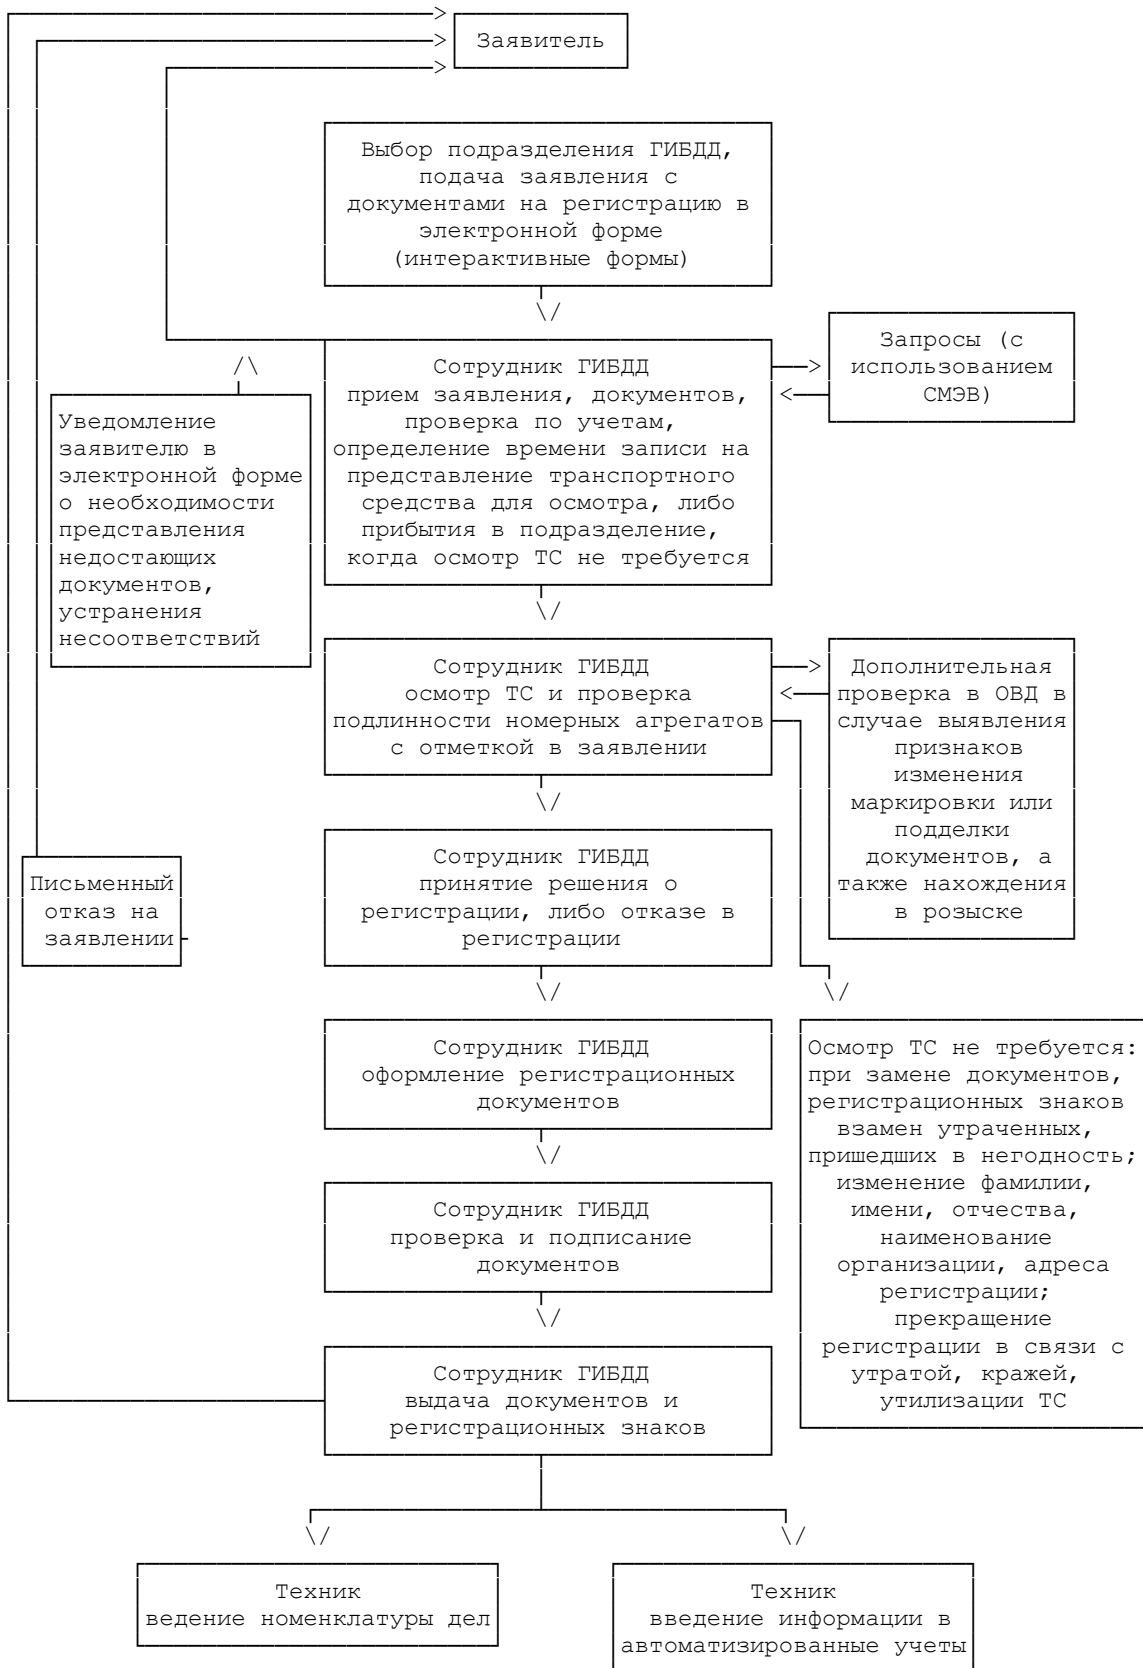 Заявитель
Выбор подразделения ГИБДД,
подача заявления с
документами на регистрацию в
электронной форме
(интерактивные формы)
Запросы (с
использованием
СМЭВ)
Сотрудник ГИБДД
прием заявления, документов,
проверка по учетам,
определение времени записи на
представление транспортного
средства для осмотра, либо
прибытия в подразделение,
когда осмотр ТС не требуется
Уведомление
заявителю в
электронной форме
о необходимости
представления
недостающих
документов,
устранения
несоответствий
Сотрудник ГИБДД
осмотр ТС и проверка
подлинности номерных агрегатов
с отметкой в заявлении
Дополнительная
проверка в ОВД в
случае выявления
признаков
изменения
маркировки или
подделки
документов, а
также нахождения
в розыске
Письменный
отказ на
заявлении
Сотрудник ГИБДД
принятие решения о
регистрации, либо отказе в
регистрации
Сотрудник ГИБДД
оформление регистрационных
документов
Осмотр ТС не требуется:
при замене документов,
регистрационных знаков
взамен утраченных,
пришедших в негодность;
изменение фамилии,
имени, отчества,
наименование
организации, адреса
регистрации;
прекращение
регистрации в связи с
утратой, кражей,
утилизации ТС
Сотрудник ГИБДД
проверка и подписание
документов
Сотрудник ГИБДД
выдача документов и
регистрационных знаков
Техник
ведение номенклатуры дел
Техник
введение информации в
автоматизированные учеты